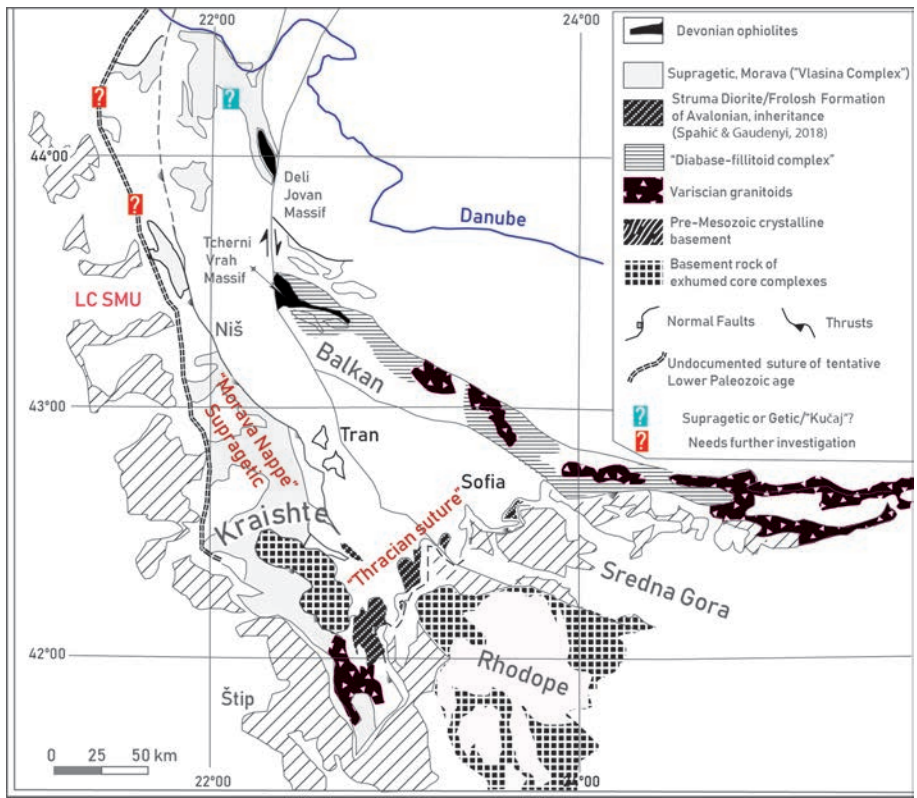 22°00'
24°00'
Devonian ophiolites
Supragetic, Morava ("Vlasina Complex")
Struma Diorite/Frolosh Formation
of Avalonian, inheritance
(Spahić & Gaudenyi, 2018)
"Diabase-fillitoid complex"
Variscian granitoids
Pre-Mesozoic crystalline
basement
Basement rock of
exhumed core complexes
Normal Faults
Thrusts
Undocumented suture of tentative
Lower Paleozoic age
? Supragetic or Getic/"Kučaj"?
? Needs further investigation
?
?
44°00'
?
Deli
Jovan
Massif
Danube
Tcherni
Vrah
Massif
LC SMU
Niš
Balkan
43°00'
"Morava Nappe"
Supragetic
Tran
Sofia
Kraishte
"Thracian suture"
Sredna Gora
42°00'
Rhodope
Štip
0 25 50 km
22°00'
24°00'